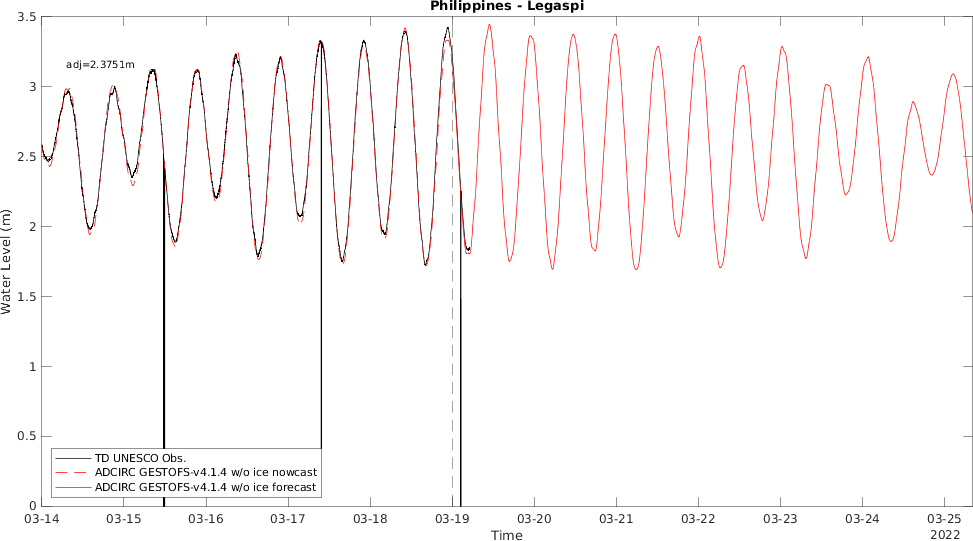 Philippines - Legaspi
3.5
adj=2.3751m
3
2.5
2
1.5
1
0.5
0
Water Level (m)
TD UNESCO Obs.
ADCIRC GESTOFS-v4.1.4 w/o ice nowcast
ADCIRC GESTOFS-v4.1.4 w/o ice forecast
03-14 03-15 03-16 03-17 03-18 03-19 03-20 03-21 03-22 03-23 03-24 03-25
Time
2022